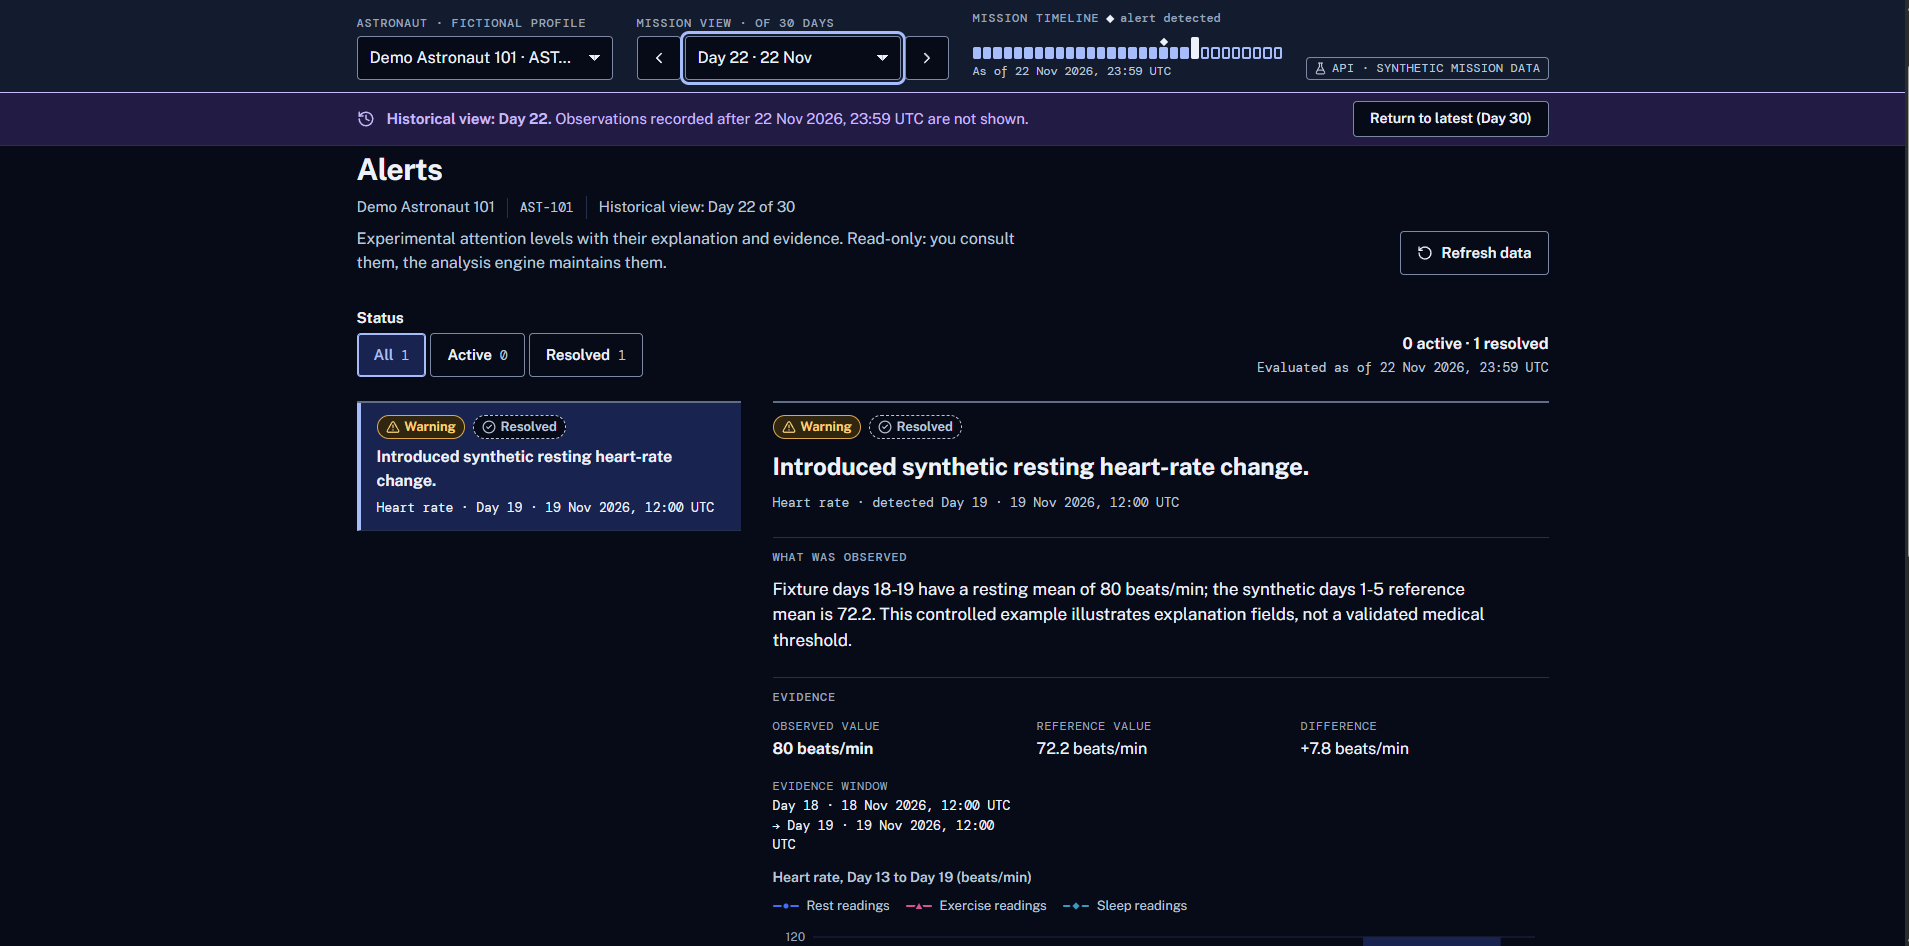 ASTRONAUT · FICTIONAL PROFILE
Demo Astronaut 101 · AST...
MISSION VIEW · OF 30 DAYS
Day 22 · 22 Nov
MISSION TIMELINE ◆ alert detected
As of 22 Nov 2026, 23:59 UTC
API · SYNTHETIC MISSION DATA
Historical view: Day 22. Observations recorded after 22 Nov 2026, 23:59 UTC are not shown.
Return to latest (Day 30)
Alerts
Demo Astronaut 101 AST-101 Historical view: Day 22 of 30
Experimental attention levels with their explanation and evidence. Read-only: you consult
them, the analysis engine maintains them.
Refresh data
Status
All 1 Active 0 Resolved 1
0 active · 1 resolved
Evaluated as of 22 Nov 2026, 23:59 UTC
Warning Resolved
Introduced synthetic resting heart-rate
change.
Heart rate · Day 19 · 19 Nov 2026, 12:00 UTC
Warning Resolved
Introduced synthetic resting heart-rate change.
Heart rate · detected Day 19 · 19 Nov 2026, 12:00 UTC
WHAT WAS OBSERVED
Fixture days 18-19 have a resting mean of 80 beats/min; the synthetic days 1-5 reference
mean is 72.2. This controlled example illustrates explanation fields, not a validated medical
threshold.
EVIDENCE
OBSERVED VALUE REFERENCE VALUE DIFFERENCE
80 beats/min 72.2 beats/min +7.8 beats/min
EVIDENCE WINDOW
Day 18 · 18 Nov 2026, 12:00 UTC
→ Day 19 · 19 Nov 2026, 12:00
UTC
Heart rate, Day 13 to Day 19 (beats/min)
Rest readings Exercise readings Sleep readings
120